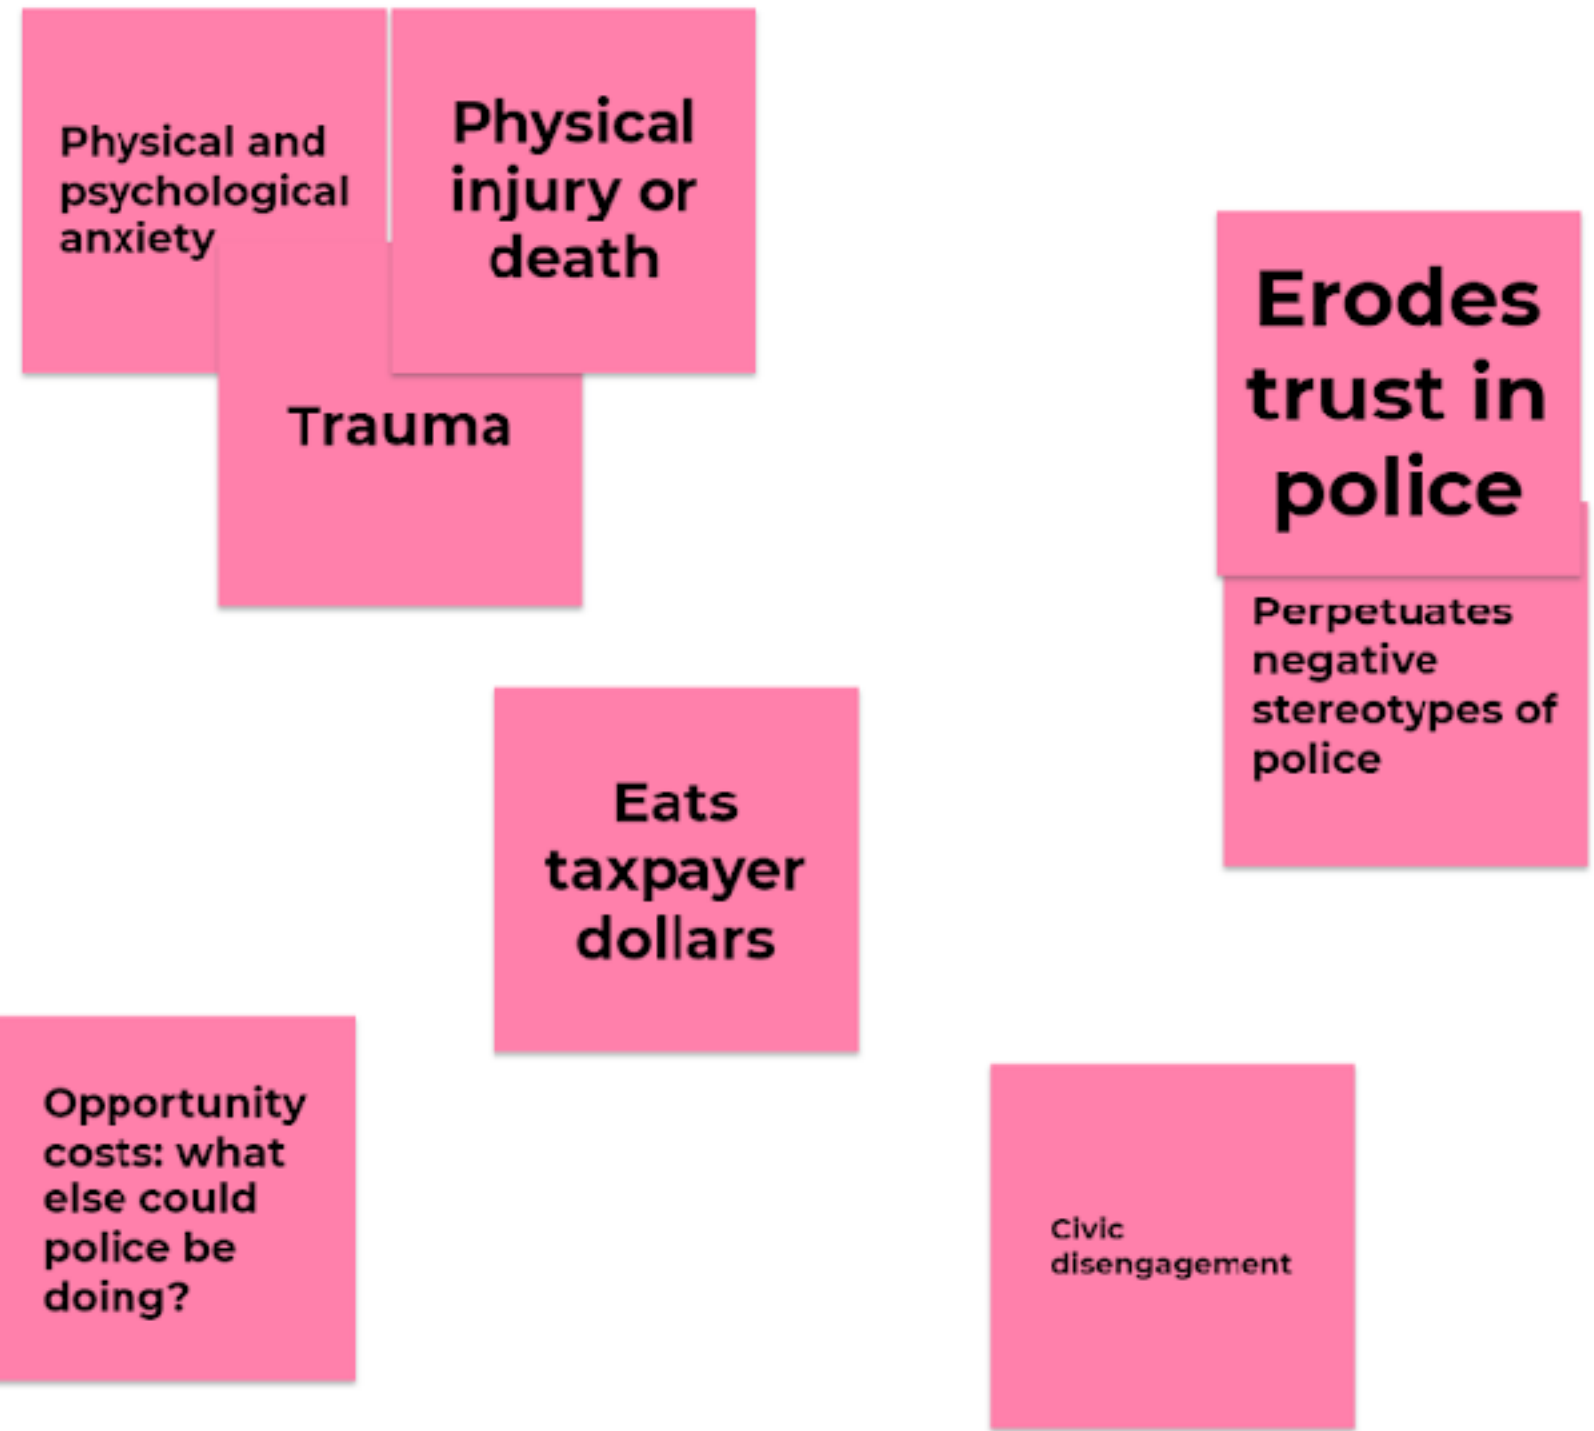 Physical and
psychological
anxiety
Physical
injury or
death
Trauma
Erodes
trust in
police
Perpetuates
negative
stereotypes of
police
Eats
taxpayer
dollars
Opportunity
costs: what
else could
police be
doing?
Civic
disengagement